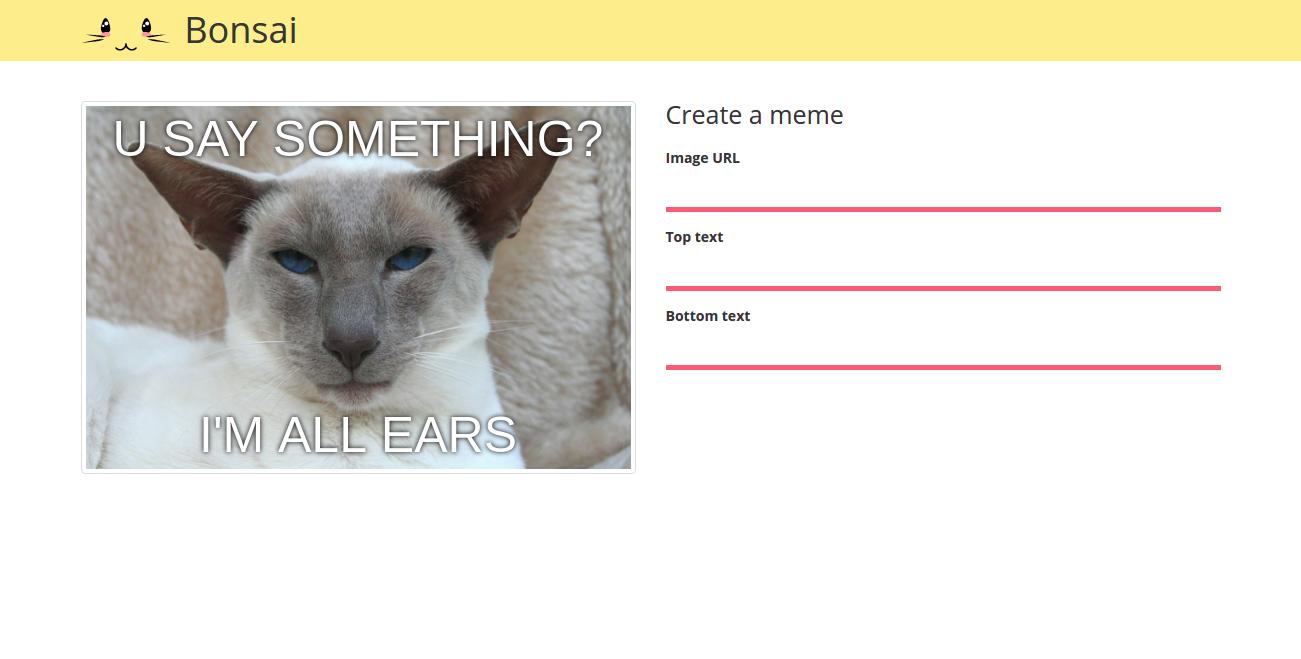 Bonsai
U SAY SOMETHING?
I'M ALL EARS
Create a meme
Image URL
Top text
Bottom text